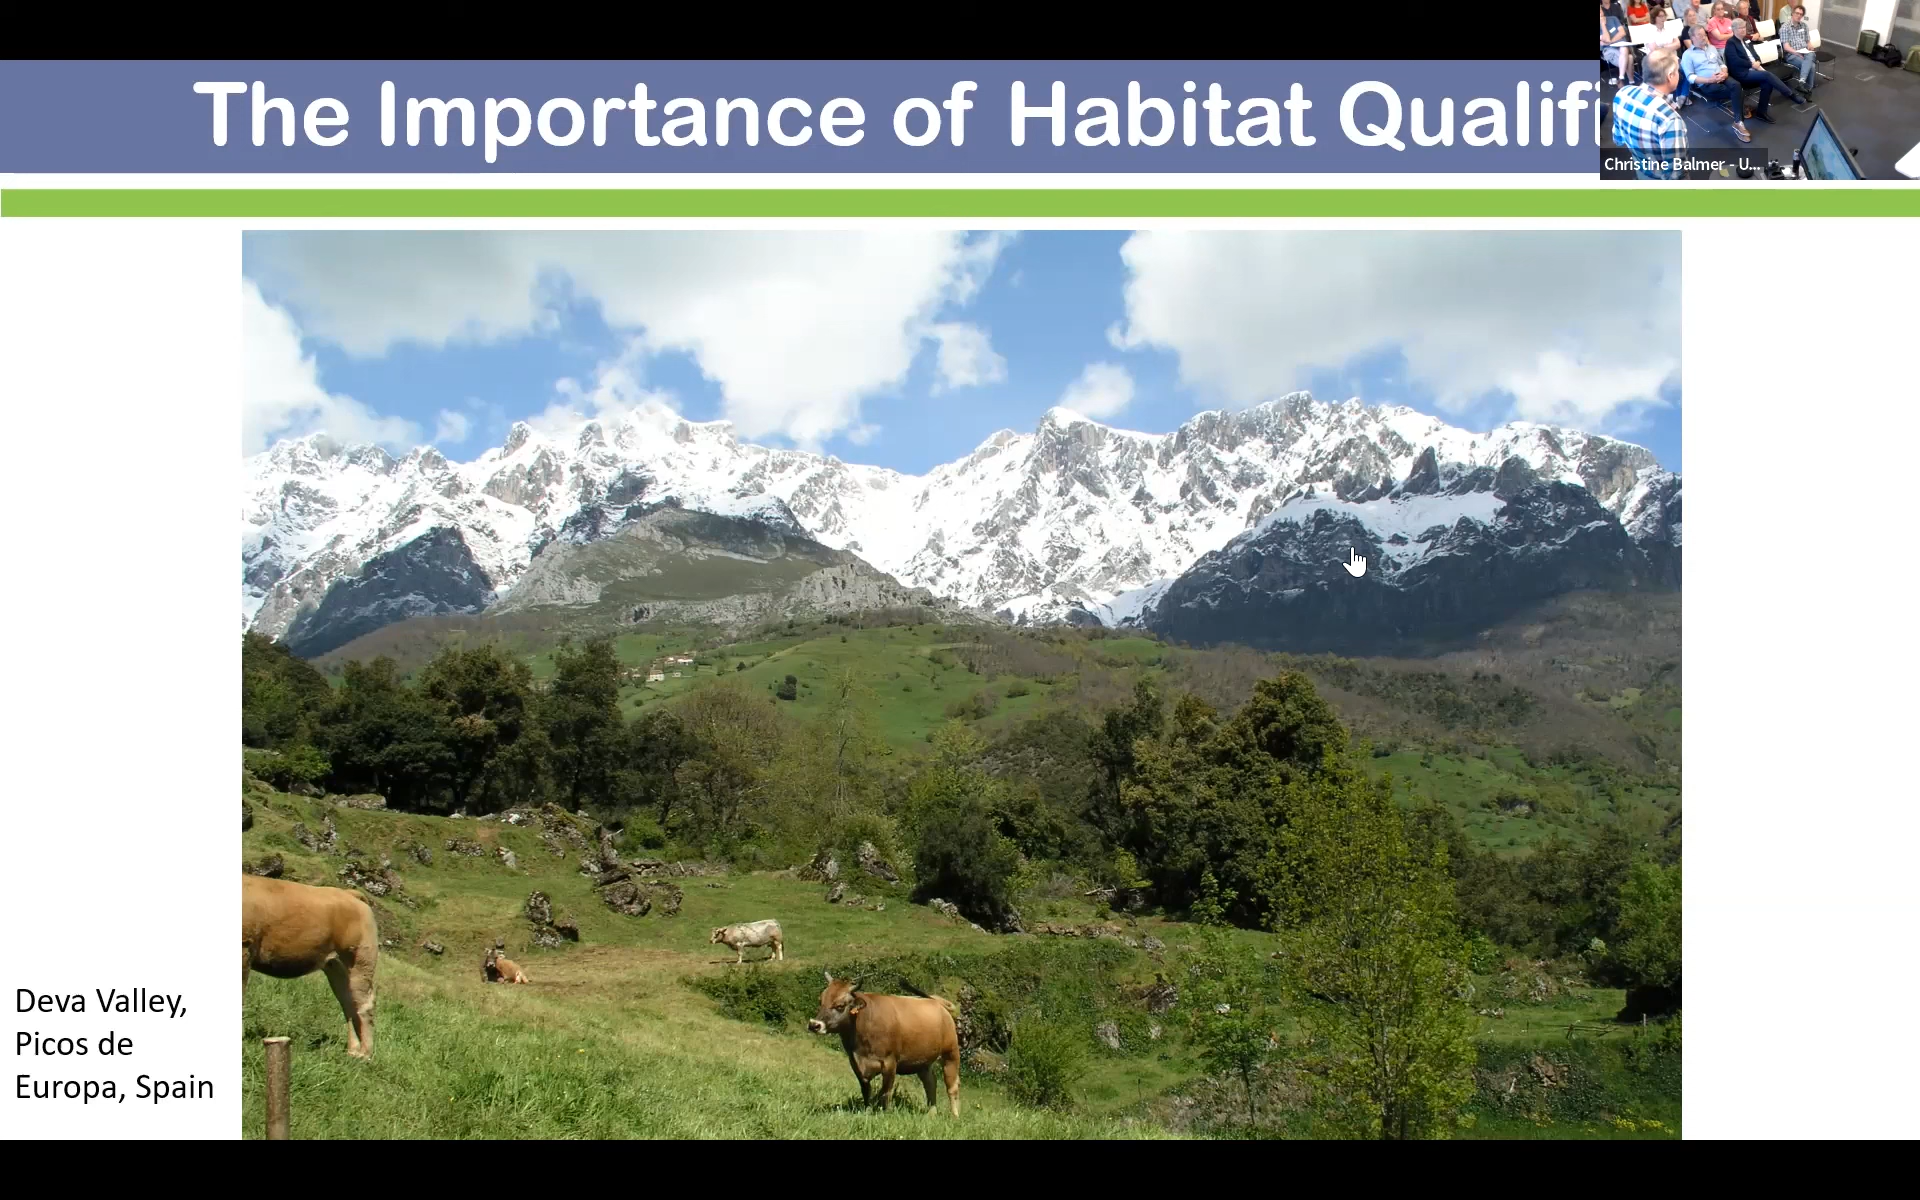 The Importance of Habitat Qualifi
Christine Balmer - U...
Deva Valley,
Picos de
Europa, Spain